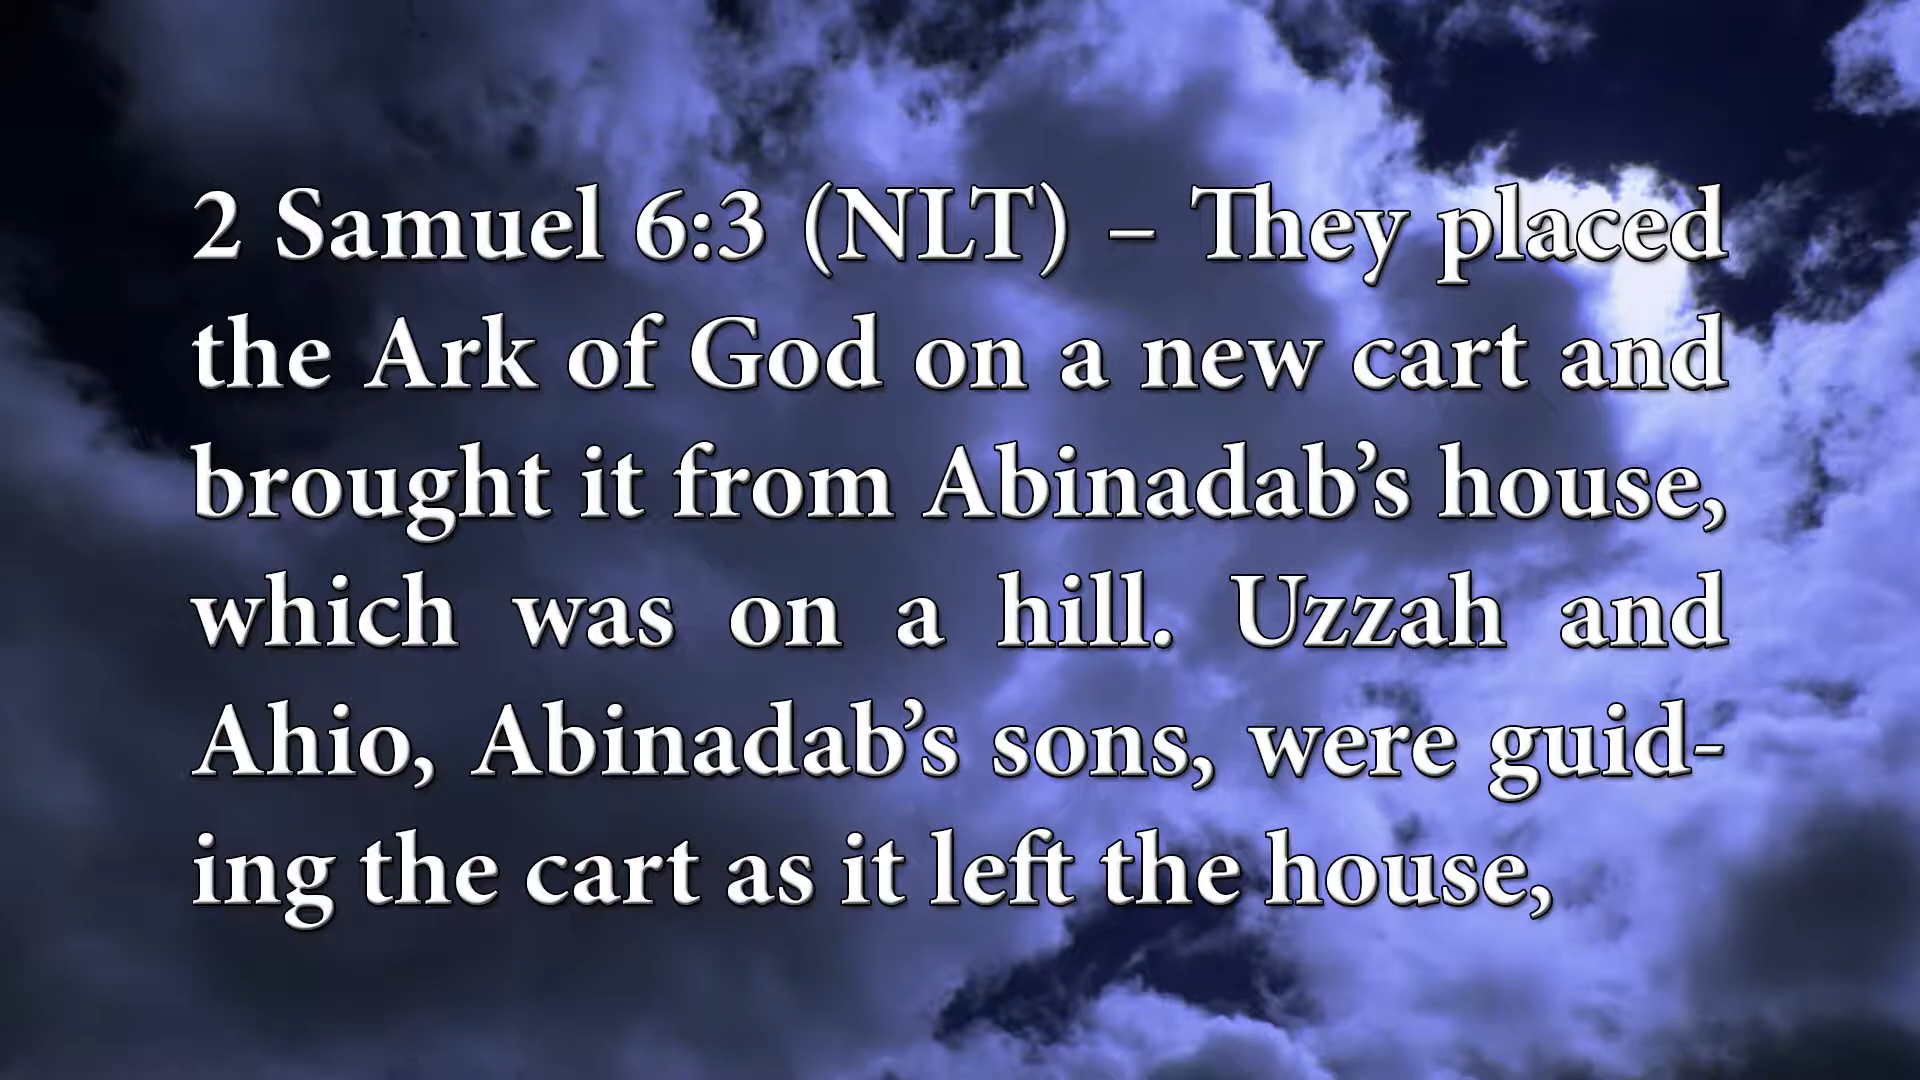 2 Samuel 6:3 (NLT) – They placed
the Ark of God on a new cart and
brought it from Abinadab’s house,
which was on a hill. Uzzah and
Ahio, Abinadab’s sons, were guid-
ing the cart as it left the house,